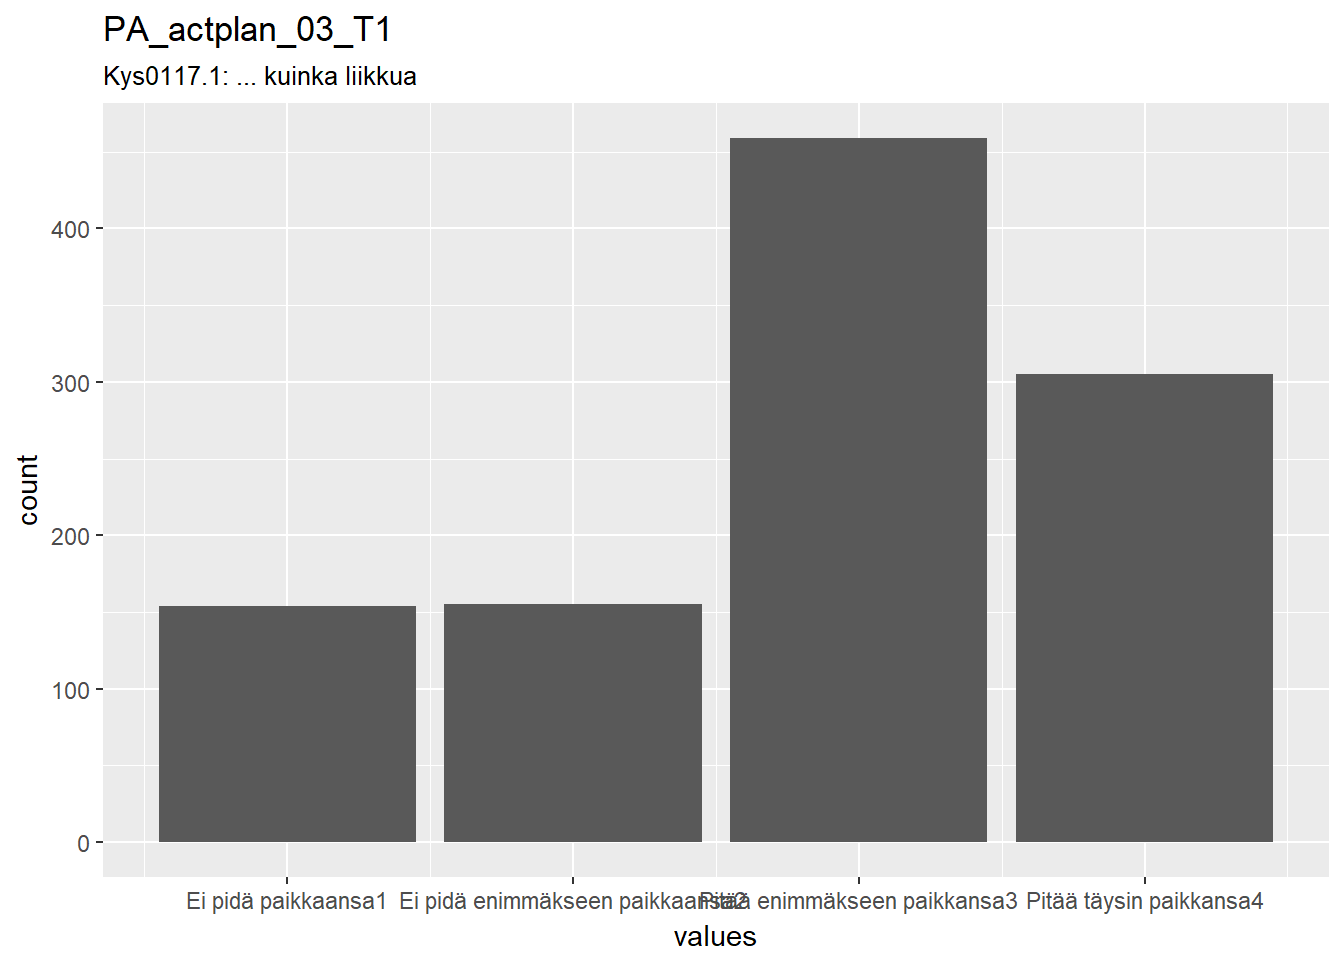 PA_actplan_03_T1
Kys0117.1: ... kuinka liikkua
400
300
200
100
0
count
Ei pidä paikkaansa1 Ei pidä enimmäkseen paikkaansa2 Pitää enimmäkseen paikkansa3 Pitää täysin paikkansa4
values